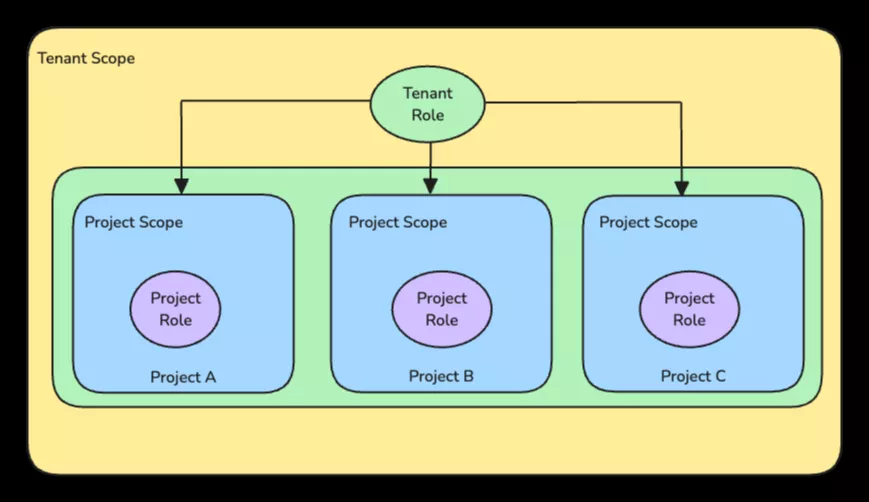 Tenant Scope
Tenant
Role
Project Scope
Project
Role
Project A
Project Scope
Project
Role
Project B
Project Scope
Project
Role
Project C